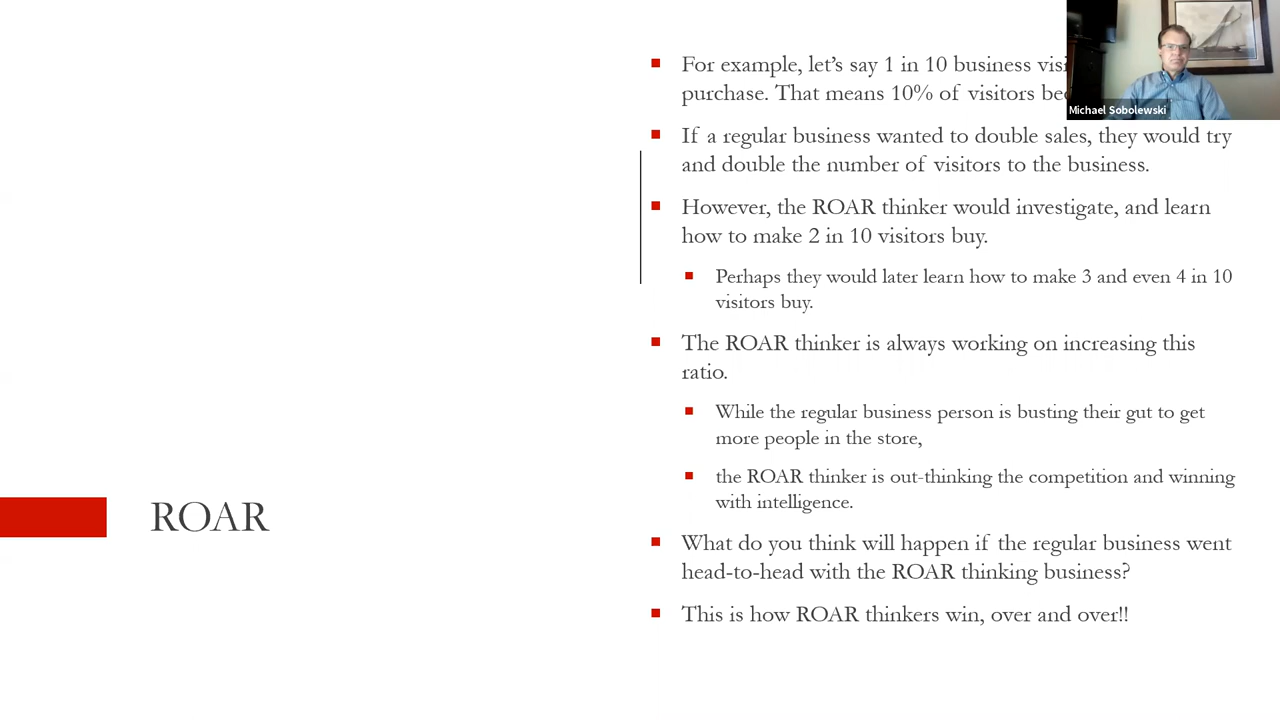 For example, let's say 1 in 10 business
purchase. That means 10% of visitors
If a regular business wanted to double sales, they would try
and double the number of visitors to the business.
However, the ROAR thinker would investigate, and learn
how to make 2 in 10 visitors buy.
Perhaps they would later learn how to make 3 and even 4 in 10
visitors buy.
The ROAR thinker is always working on increasing this
ratio.
While the regular business person is busting their gut to get
more people in the store,
the ROAR thinker is out-thinking the competition and winning
with intelligence.
What do you think will happen if the regular business went
head-to-head with the ROAR thinking business?
This is how ROAR thinkers win, over and over!!
ROAR
Michael Sobolewski